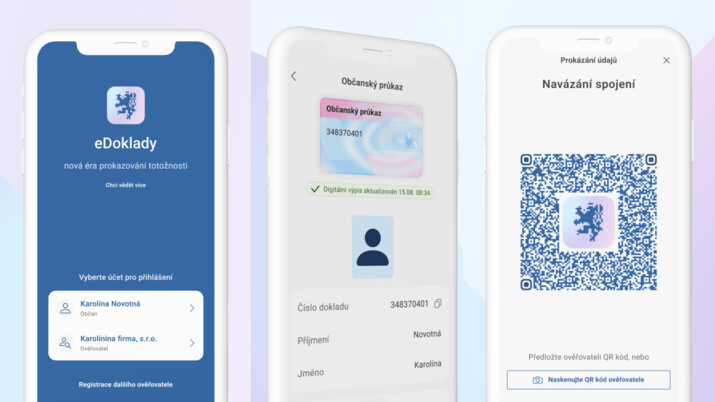 eDoklady
nová éra prokazování totožnosti
Chci vědět více
Vyberte účet pro přihlášení
Karolína Novotná
Občan
Karolínina firma, s.r.o.
Ověřovatel
Registrace dalšího ověřovatele
Občanský průkaz
Občanský průkaz
348370401
Digitální výpis aktualizován 15.08. 08:34
Číslo dokladu 348370401
Příjmení Novotná
Jméno Karolína
Prokázání údajů
Navázání spojení
Předložte ověřovateli QR kód, nebo
Naskenujte QR kód ověřovatele